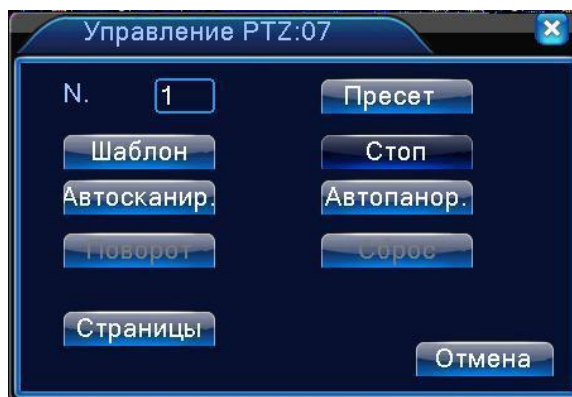 Управление PTZ:07
N. 1 Пресет
Шаблон Стоп
Автосканир. Автопанор.
Поворот Сброс
Страницы
Отмена